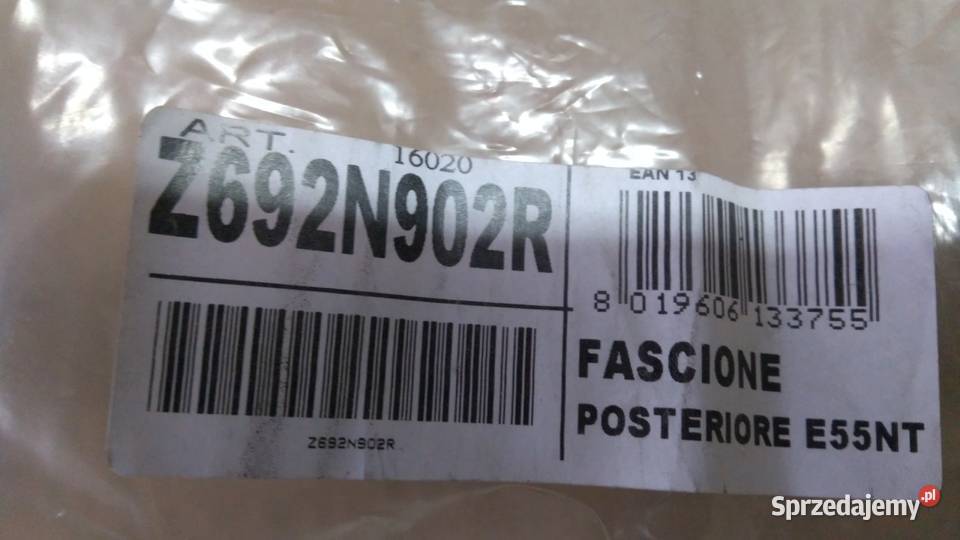 ART.
16020
Z692N902R
Z692N902R
EAN 13
8 019606 133755
FASCIONE
POSTERIORE E55NT
Sprzedajemy.pl